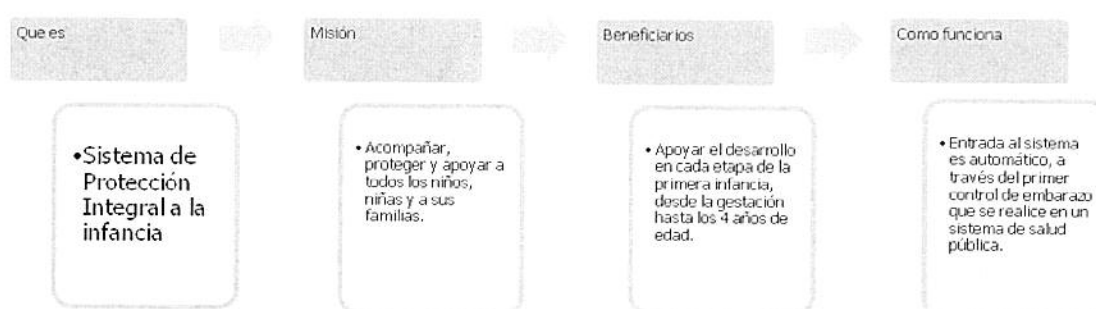 Que es
Misión
Beneficiarios
Como funciona
•Sistema de
Protección
Integral a la
infancia
• Acompañar,
proteger y apoyar a
todos los niños,
niñas y a sus
familias.
• Apoyar el desarrollo
en cada etapa de la
primera infancia,
desde la gestación
hasta los 4 años de
edad.
• Entrada al sistema
es automático, a
través del primer
control de embarazo
que se realice en un
sistema de salud
pública.